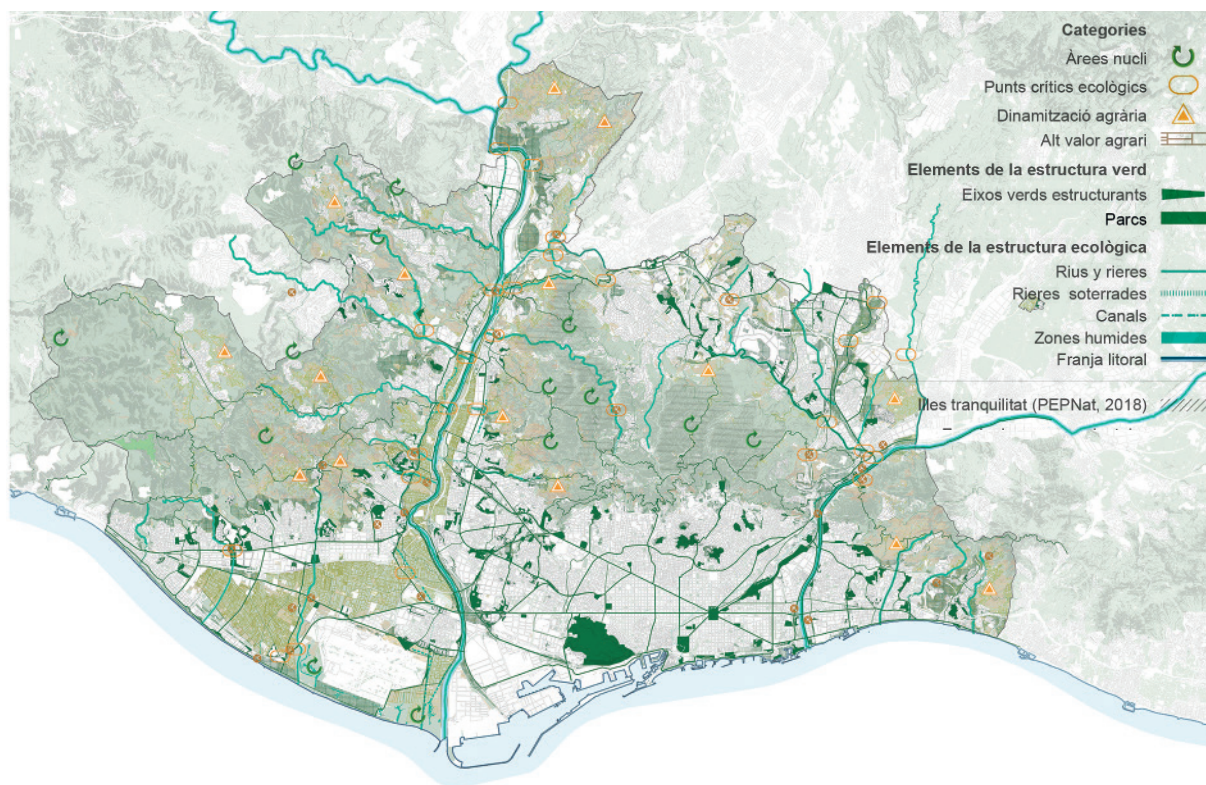 Categories
Àrees nucli
Punts crítics ecològics
Dinamització agrària
Alt valor agrari
Elements de la estructura verd
Eixos verds estructurants
Parcs
Elements de la estructura ecològica
Rius y rieres
Rieres soterrades
Canals
Zones humides
Franja litoral
Illes tranquilitat (PEPNat, 2018)